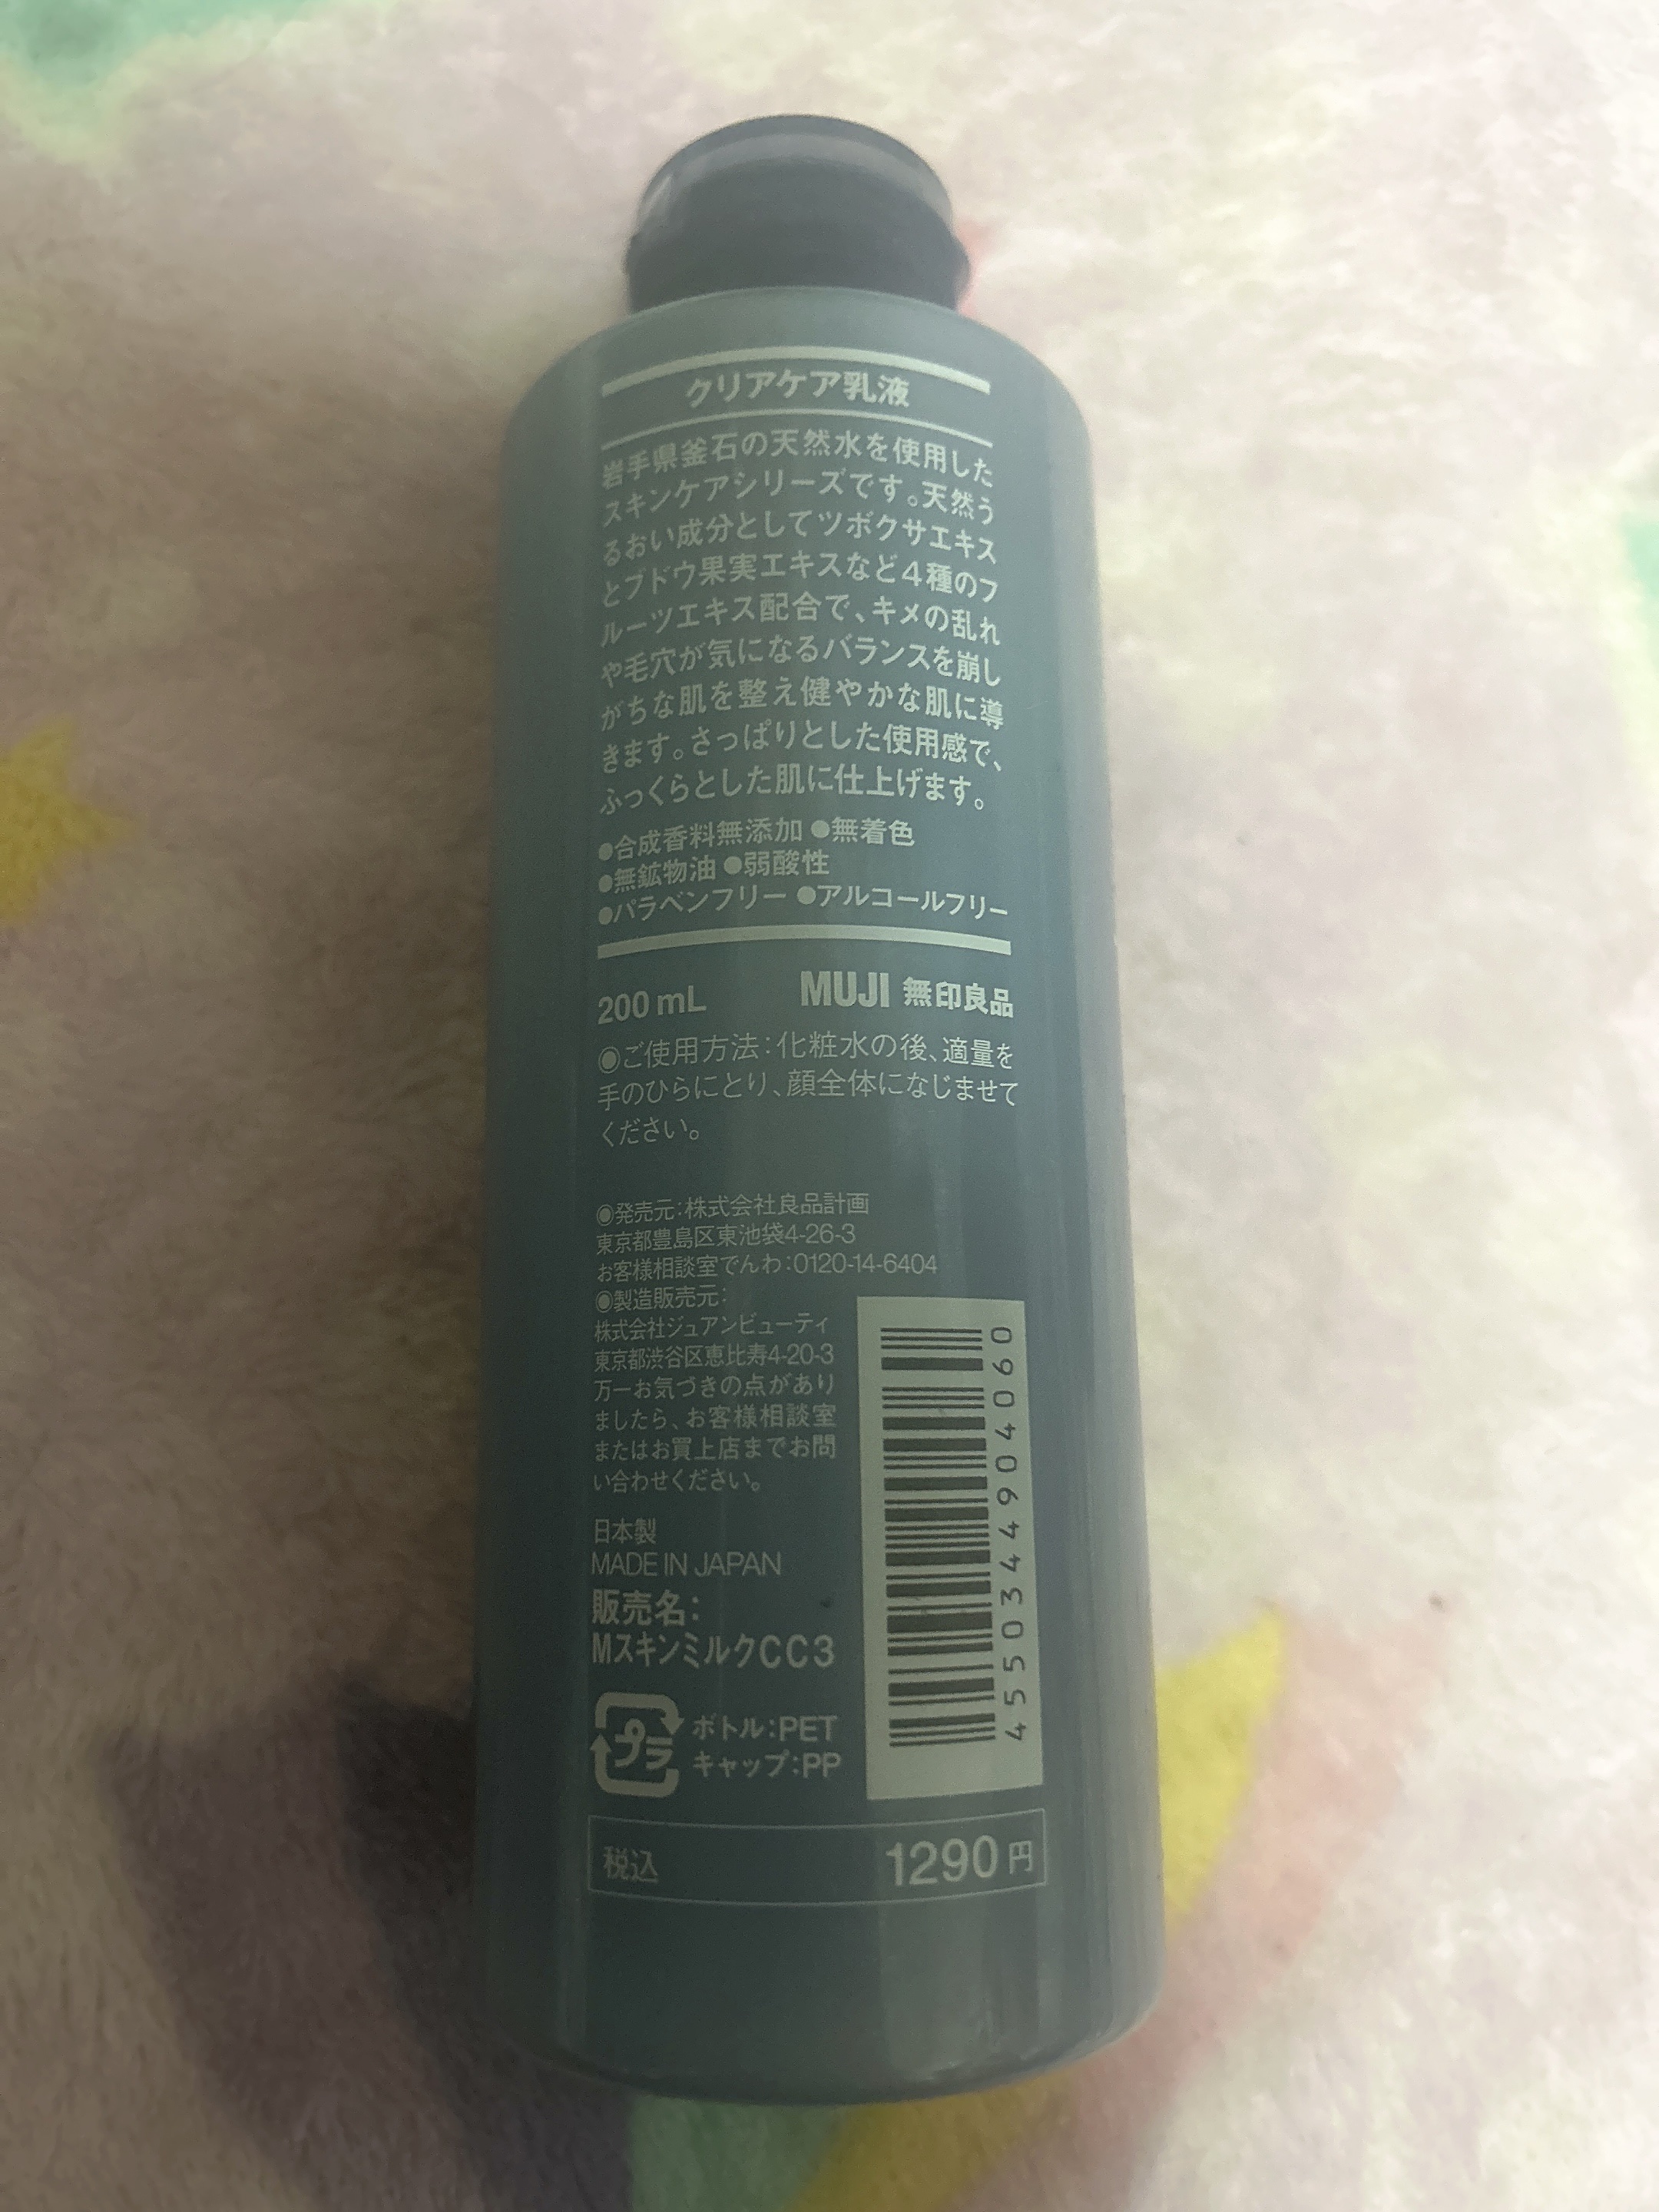 クリアケア乳液
岩手県釜石の天然水を使用した
スキンケアシリーズです。天然う
るおい成分としてツボクサエキス
とブドウ果実エキスなど4種のフ
ルーツエキス配合で、キメの乱れ
や毛穴が気になるバランスを崩し
がちな肌を整え健やかな肌に導
きます。さっぱりとした使用感で、
ふっくらとした肌に仕上げます。
●合成香料無添加 ●無着色
●無鉱物油 ●弱酸性
●パラベンフリー ●アルコールフリー
200 mL MUJI 無印良品
◉ご使用方法:化粧水の後、適量を
手のひらにとり、顔全体になじませて
ください。
◉発売元:株式会社良品計画
東京都豊島区東池袋4-26-3
お客様相談室でんわ:0120-14-6404
◉製造販売元:
株式会社ジュアンビューティ
東京都渋谷区恵比寿4-20-3
万一お気づきの点があり
ましたら、お客様相談室
またはお買上店までお問
い合わせください。
日本製
MADE IN JAPAN
販売名:
MスキンミルクCC3
プラ
ボトル:PET
キャップ:PP
4550344904060
税込 1290円